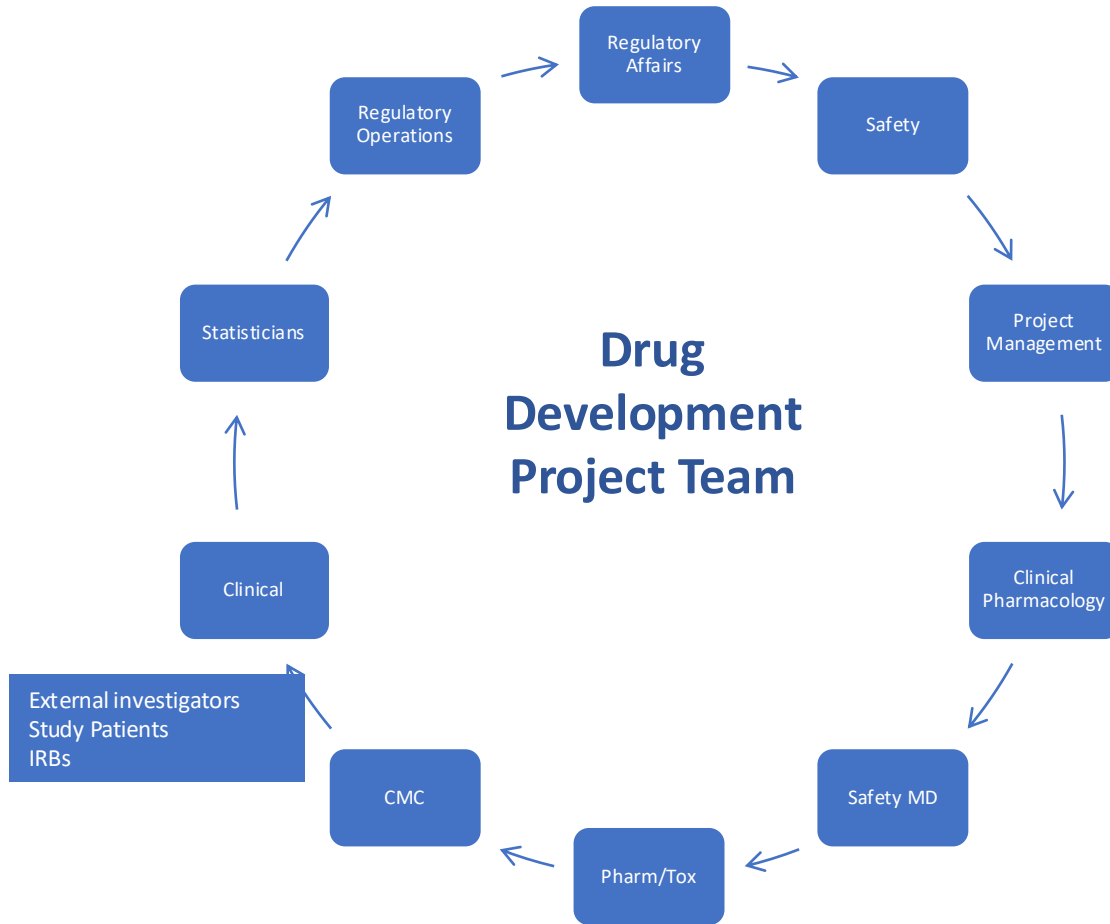 Regulatory
Affairs
Regulatory
Operations
Safety
Statisticians
Project
Management
Drug
Development
Project Team
Clinical
Clinical
Pharmacology
External investigators
Study Patients
IRBs
CMC
Safety MD
Pharm/Tox